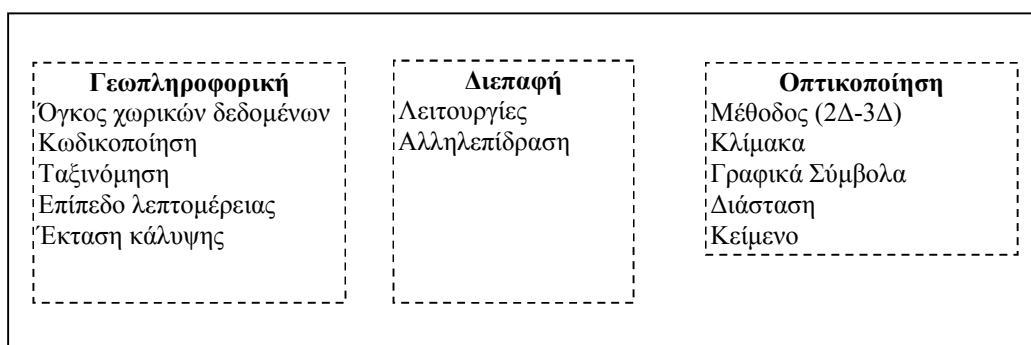 Γεωπληροφορική
Όγκος χωρικών δεδομένων
Κωδικοποίηση
Ταξινόμηση
Επίπεδο λεπτομέρειας
Έκταση κάλυψης
Διεπαφή
Λειτουργίες
Αλληλεπίδραση
Οπτικοποίηση
Μέθοδος (2Δ-3Δ)
Κλίμακα
Γραφικά Σύμβολα
Διάσταση
Κείμενο